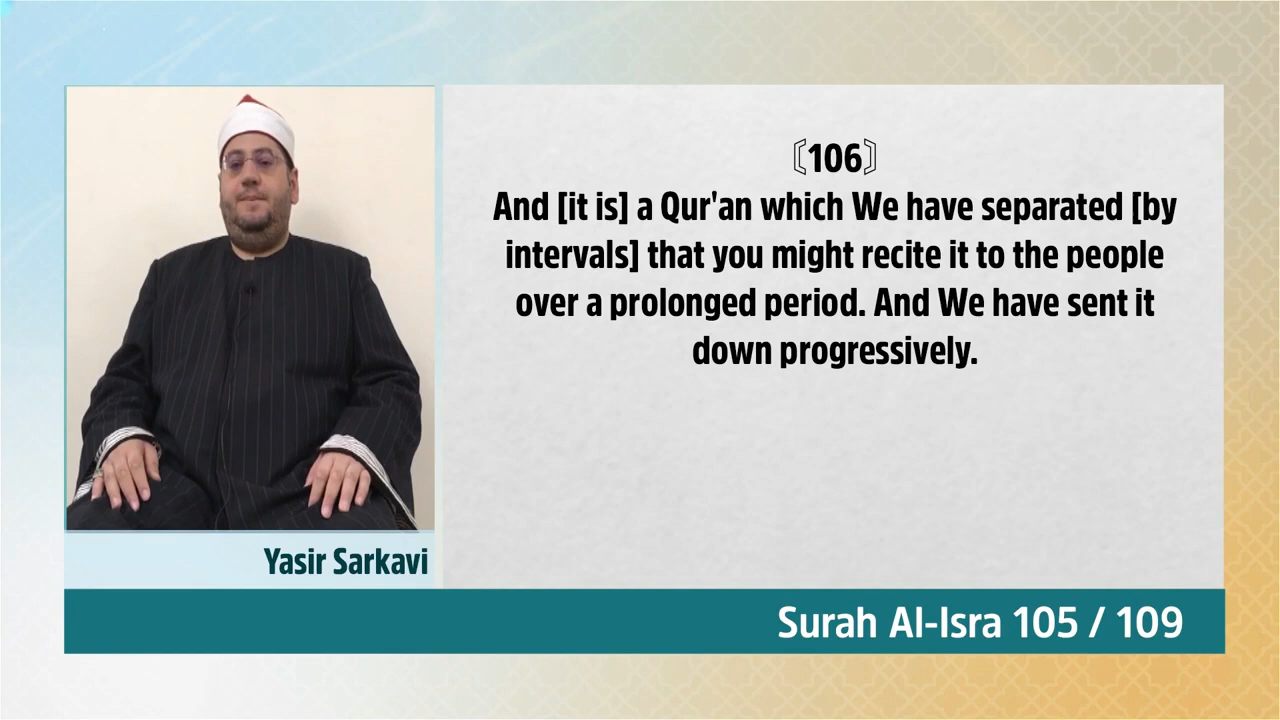 〘106〙
And [it is] a Qur'an which We have separated [by
intervals] that you might recite it to the people
over a prolonged period. And We have sent it
down progressively.
Yasir Sarkavi
Surah Al-Isra 105 / 109